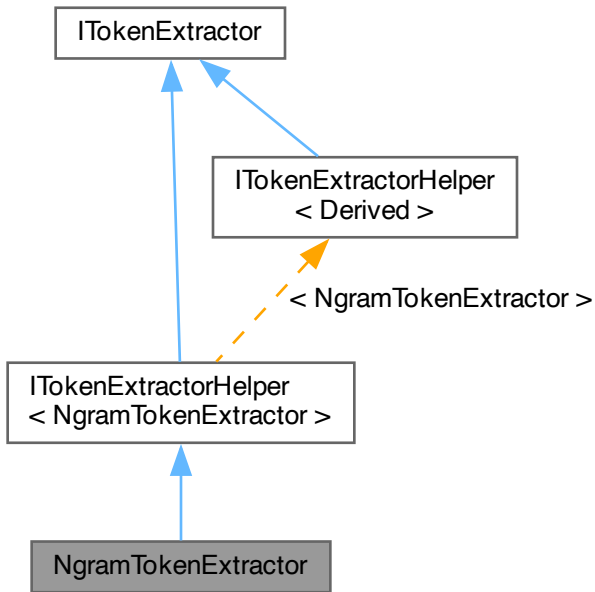 ITokenExtractor
ITokenExtractorHelper
< Derived >
< NgramTokenExtractor >
ITokenExtractorHelper
< NgramTokenExtractor >
NgramTokenExtractor